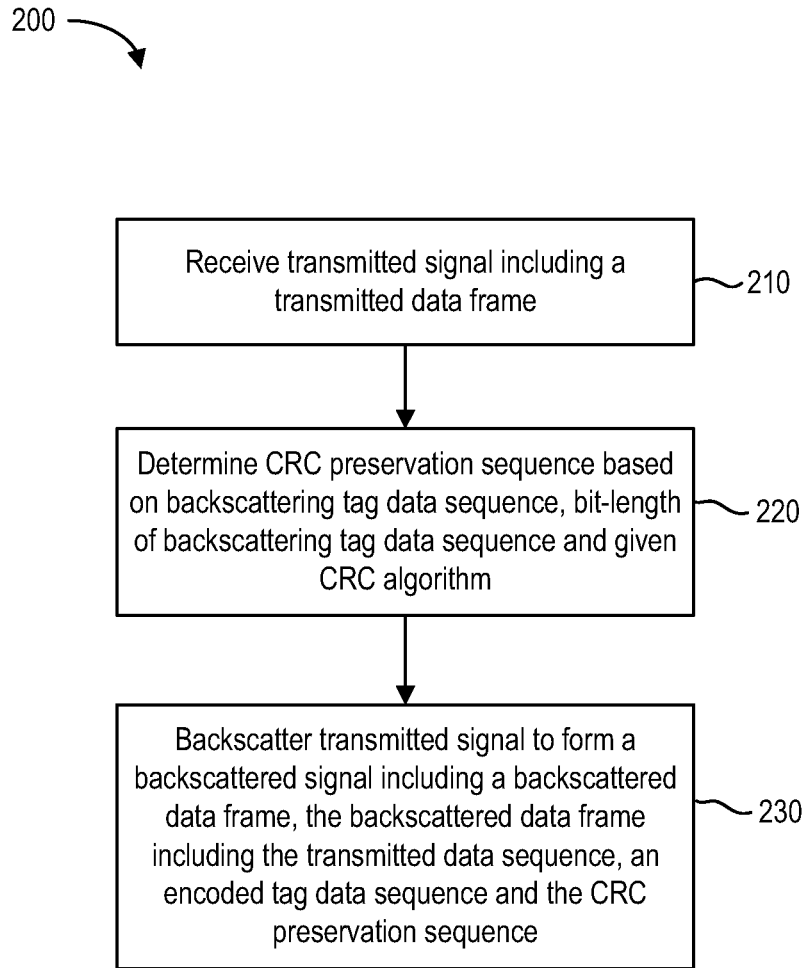 200
Receive transmitted signal including a
transmitted data frame
210
Determine CRC preservation sequence based
on backscattering tag data sequence, bit-length
of backscattering tag data sequence and given
CRC algorithm
220
Backscatter transmitted signal to form a
backscattered signal including a backscattered
data frame, the backscattered data frame
including the transmitted data sequence, an
encoded tag data sequence and the CRC
preservation sequence
230